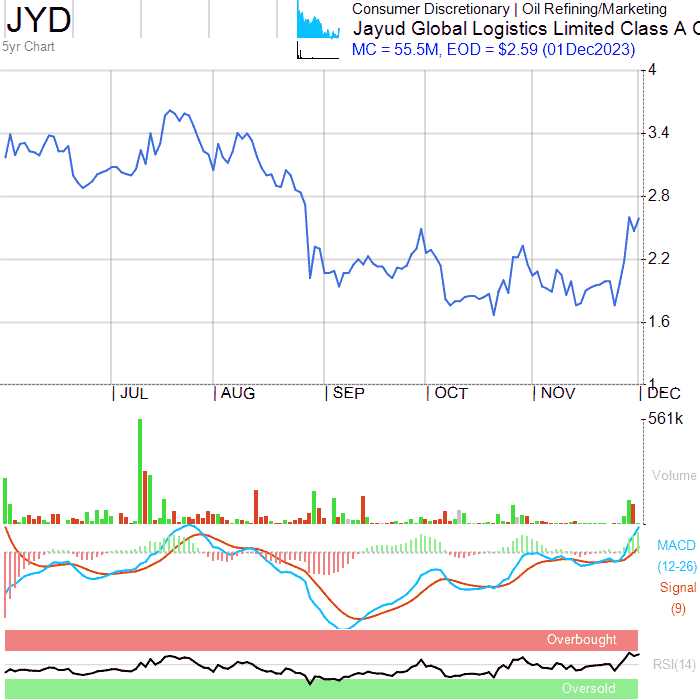 JYD
5yr Chart
Consumer Discretionary | Oil Refining/Marketing
Jayud Global Logistics Limited Class A O
MC = 55.5M, EOD = $2.59 (01Dec2023)
4
3.4
2.8
2.2
1.6
1
JUL AUG SEP OCT NOV DEC
561k
Volume
MACD
(12-26)
Signal
(9)
Overbought
RSI(14)
Oversold